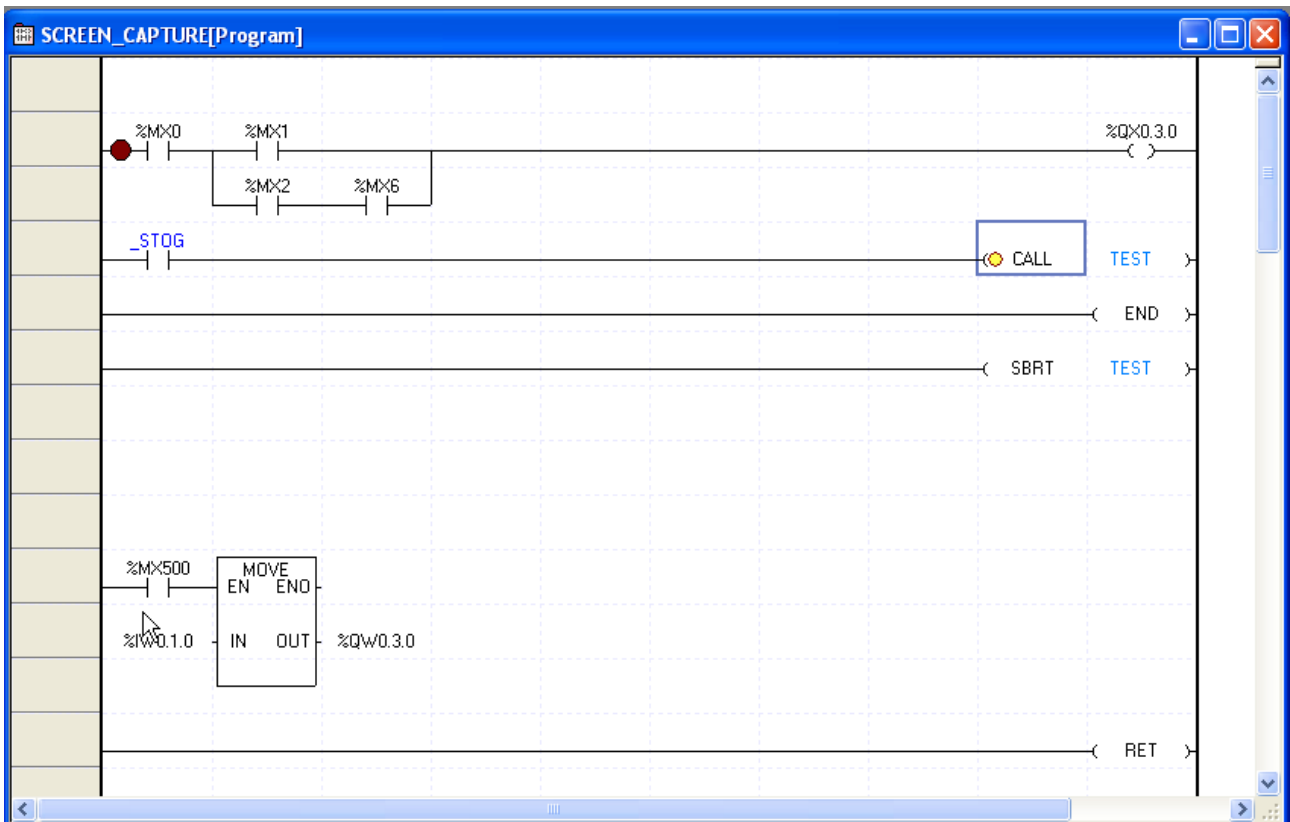 SCREEN_CAPTURE[Program]
%MX0 %MX1 %QX0.3.0
%MX2 %MX6
_STOG
CALL TEST
END
SBRT TEST
%MX500 MOVE
EN ENO
%IW0.1.0 IN OUT %QW0.3.0
RET